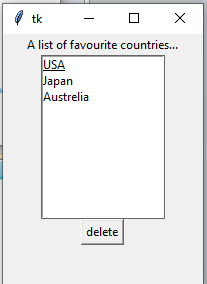 tk
A list of favourite countries...
USA
Japan
Austrelia
delete